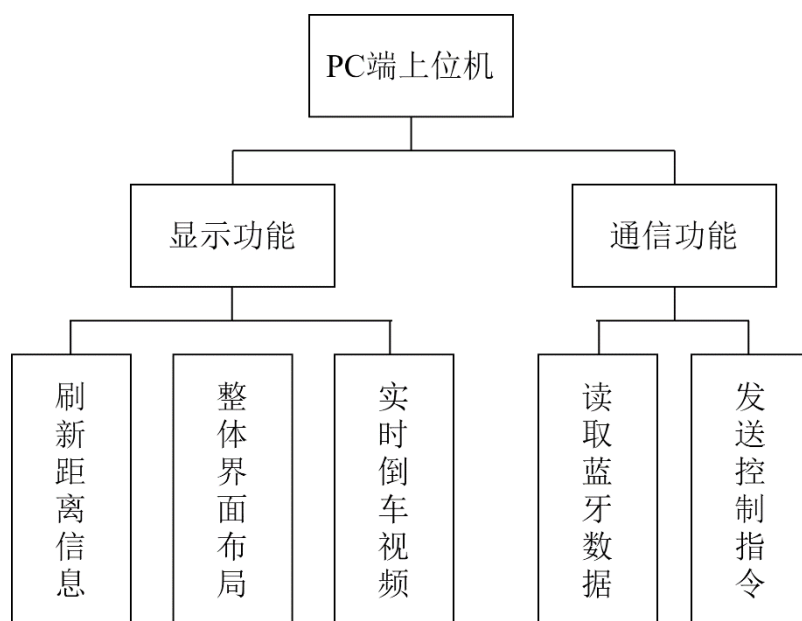 PC端上位机
显示功能
通信功能
刷新距离信息
整体界面布局
实时倒车视频
读取蓝牙数据
发送控制指令